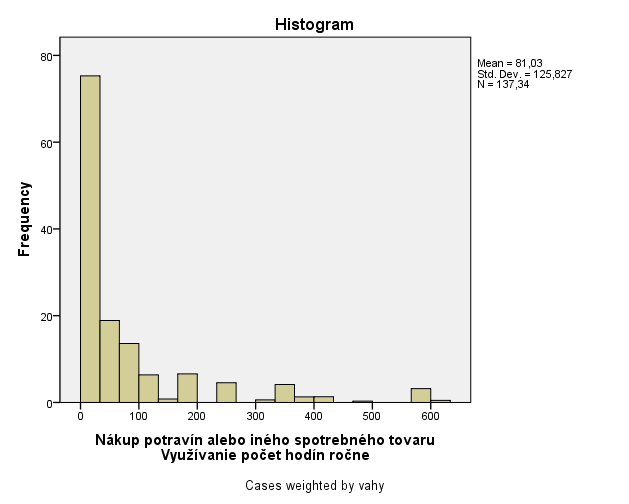 Histogram
Mean = 81,03
Std. Dev. = 125,827
N = 137,34
80
60
40
20
0
Frequency
0 100 200 300 400 500 600
Nákup potravín alebo iného spotrebného tovaru
Využívanie počet hodín ročne
Cases weighted by vahy